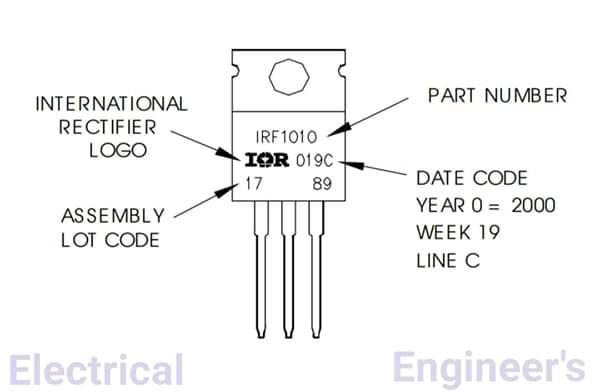 INTERNATIONAL
RECTIFIER
LOGO
ASSEMBLY
LOT CODE
IRF1010
IOR 019C
17 89
PART NUMBER
DATE CODE
YEAR 0 = 2000
WEEK 19
LINE C
Electrical Engineer's